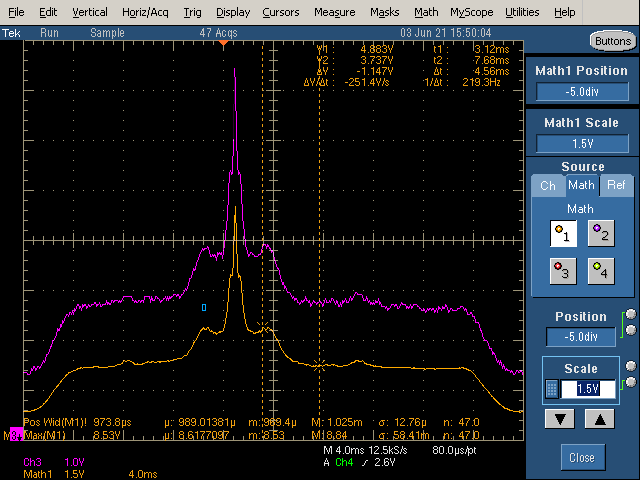 File Edit Vertical Horiz/Acq Trig Display Cursors Measure Masks Math MyScope Utilities Help
Tek Run Sample 47 Acqs 03 Jun 21 15:50:04 Buttons
V1: 4.883V t1: 3.12ms
V2: 3.737V t2: -7.68ms
ΔV: -1.147V Δt: 4.56ms
ΔV/Δt: -251.4V/s 1/Δt: 219.3Hz
Math1 Position
-5.0div
Math1 Scale
1.5V
Source
Ch Math Ref
Math
1 2
3 4
Position
-5.0div
Scale
1.5V
Close
Pos Wid(M1)! 973.8µs µ: 989.01381µ m: 969.4µ M: 1.025m σ: 12.76µ n: 47.0
Max(M1) 8.53V µ: 8.6177097 m: 8.53 M: 8.84 σ: 58.41m n: 47.0
M 4.0ms 12.5kS/s 80.0µs/pt
A Ch4 2.6V
Ch3 1.0V
Math1 1.5V 4.0ms